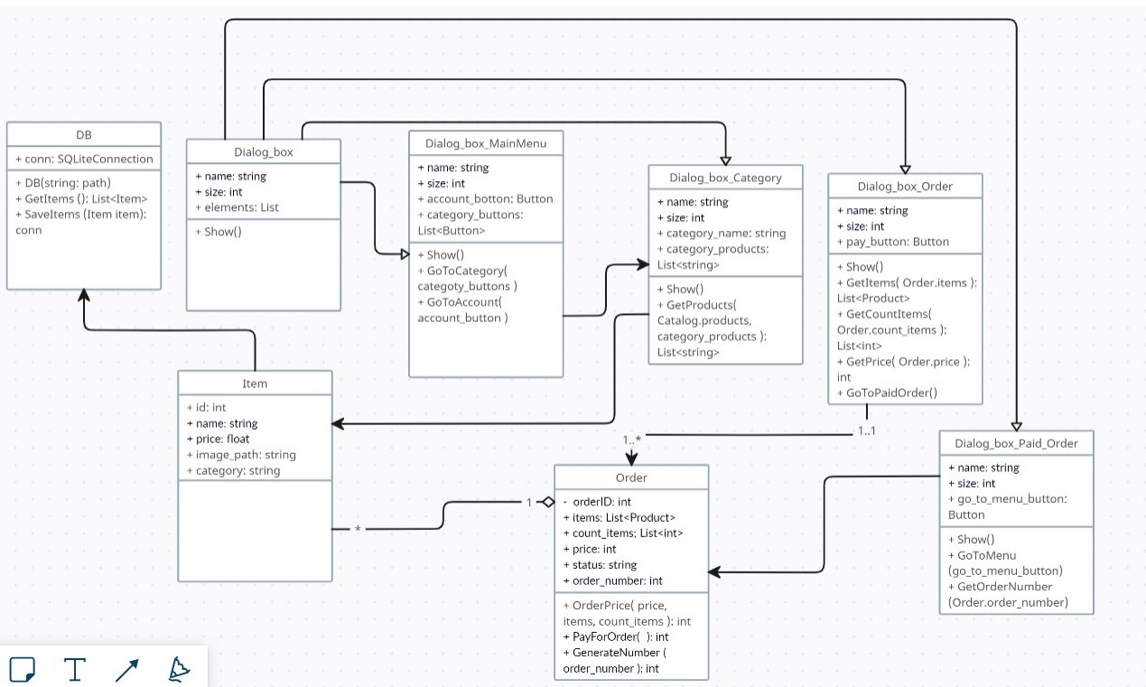 DB
+ conn: SQLiteConnection
+ DB(string: path)
+ GetItems (): List<Item>
+ SaveItems (Item item):
conn
Dialog_box
+ name: string
+ size: int
+ elements: List
+ Show()
Dialog_box_MainMenu
+ name: string
+ size: int
+ account_botton: Button
+ category_buttons:
List<Button>
+ Show()
+ GoToCategory(
categoty_buttons )
+ GoToAccount(
account_button )
Dialog_box_Category
+ name: string
+ size: int
+ category_name: string
+ category_products:
List<string>
+ Show()
+ GetProducts(
Catalog.products,
category_products ):
List<string>
Dialog_box_Order
+ name: string
+ size: int
+ pay_button: Button
+ Show()
+ GetItems( Order.items ):
List<Product>
+ GetCountItems(
Order.count_items ):
List<int>
+ GetPrice( Order.price ):
int
+ GoToPaidOrder()
Item
+ id: int
+ name: string
+ price: float
+ image_path: string
+ category: string
1..*
1..1
1
*
Order
- orderID: int
+ items: List<Product>
+ count_items: List<int>
+ price: int
+ status: string
+ order_number: int
+ OrderPrice( price,
items, count_items ): int
+ PayForOrder( ): int
+ GenerateNumber (
order_number ): int
Dialog_box_Paid_Order
+ name: string
+ size: int
+ go_to_menu_button:
Button
+ Show()
+ GoToMenu
(go_to_menu_button)
+ GetOrderNumber
(Order.order_number)
T